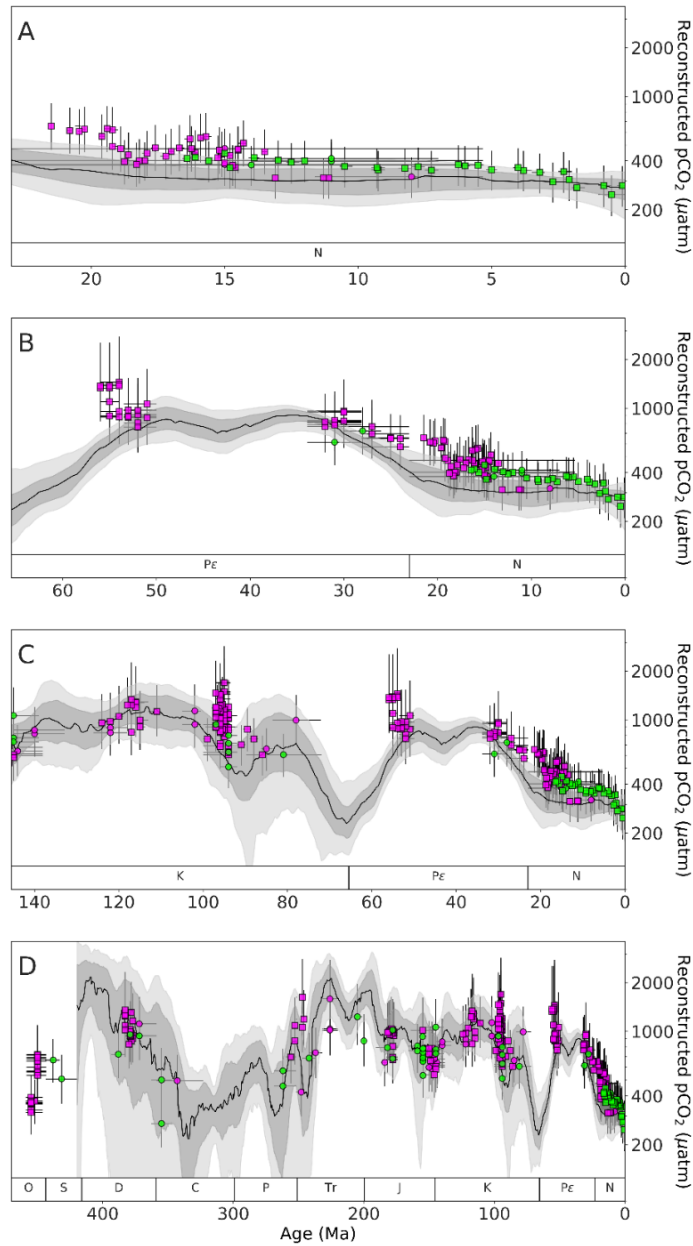 A
2000
1000
400
200
Reconstructed pCO₂ (μatm)
N
20
15
10
5
0
B
2000
1000
400
200
Reconstructed pCO₂ (μatm)
Pε
N
60
50
40
30
20
10
0
C
2000
1000
400
200
Reconstructed pCO₂ (μatm)
K
Pε
N
140
120
100
80
60
40
20
0
D
2000
1000
400
200
Reconstructed pCO₂ (μatm)
O
S
D
C
P
Tr
J
K
Pε
N
400
300
200
100
0
Age (Ma)